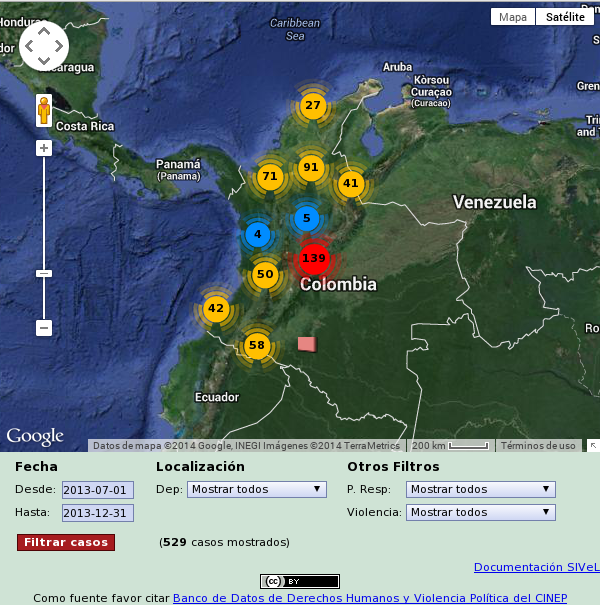 Honduras
Caribbean
Sea
Mapa
Satélite
Aruba
Kòrsou
Curaçao
(Curacao)
Nicaragua
27
Costa Rica
Panamá
(Panama)
71
91
41
Venezuela
4
5
139
50
Colombia
42
58
Ecuador
Google
Datos de mapa ©2014 Google, INEGI Imágenes ©2014 TerraMetrics
200 km
Términos de uso
Fecha Localización Otros Filtros
Desde: 2013-07-01 Dep: Mostrar todos P. Resp: Mostrar todos
Hasta: 2013-12-31 Violencia: Mostrar todos
Filtrar casos (529 casos mostrados)
Documentación SIVeL
cc BY
Como fuente favor citar Banco de Datos de Derechos Humanos y Violencia Política del CINEP